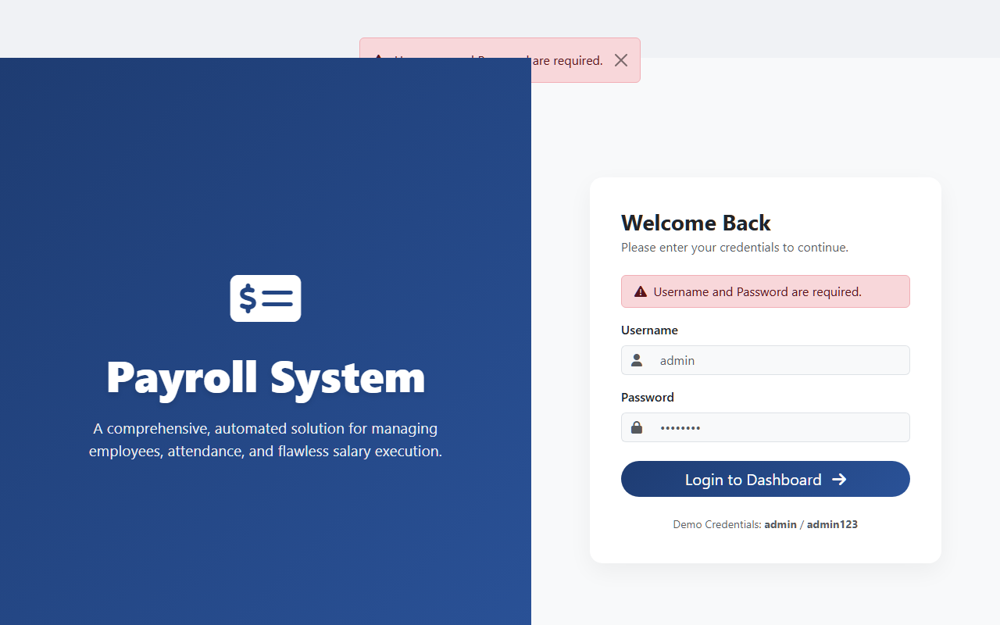 are required.
Payroll System
A comprehensive, automated solution for managing
employees, attendance, and flawless salary execution.
Welcome Back
Please enter your credentials to continue.
Username and Password are required.
Username
admin
Password
••••••••
Login to Dashboard
Demo Credentials: admin / admin123